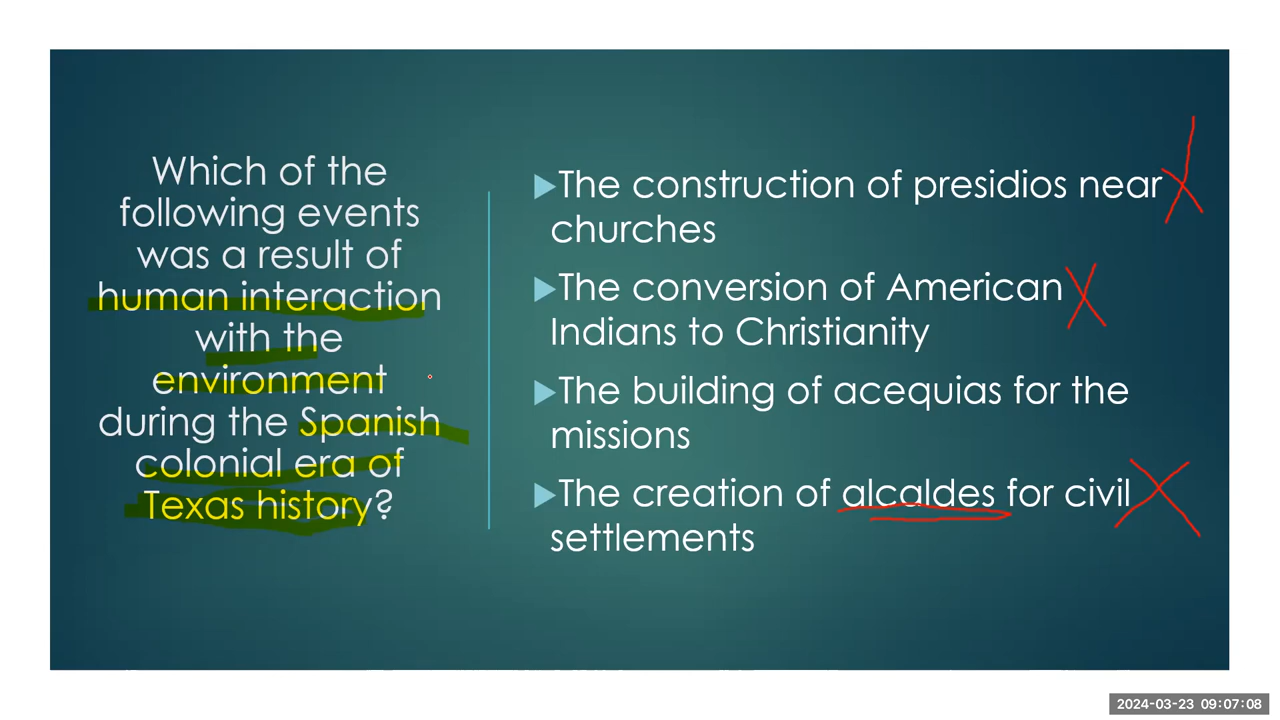 Which of the
following events
was a result of
human interaction
with the
environment
during the Spanish
colonial era of
Texas history?
The construction of presidios near
churches
The conversion of American
Indians to Christianity
The building of acequias for the
missions
The creation of alcaldes for civil
settlements
2024-03-23 09:07:08